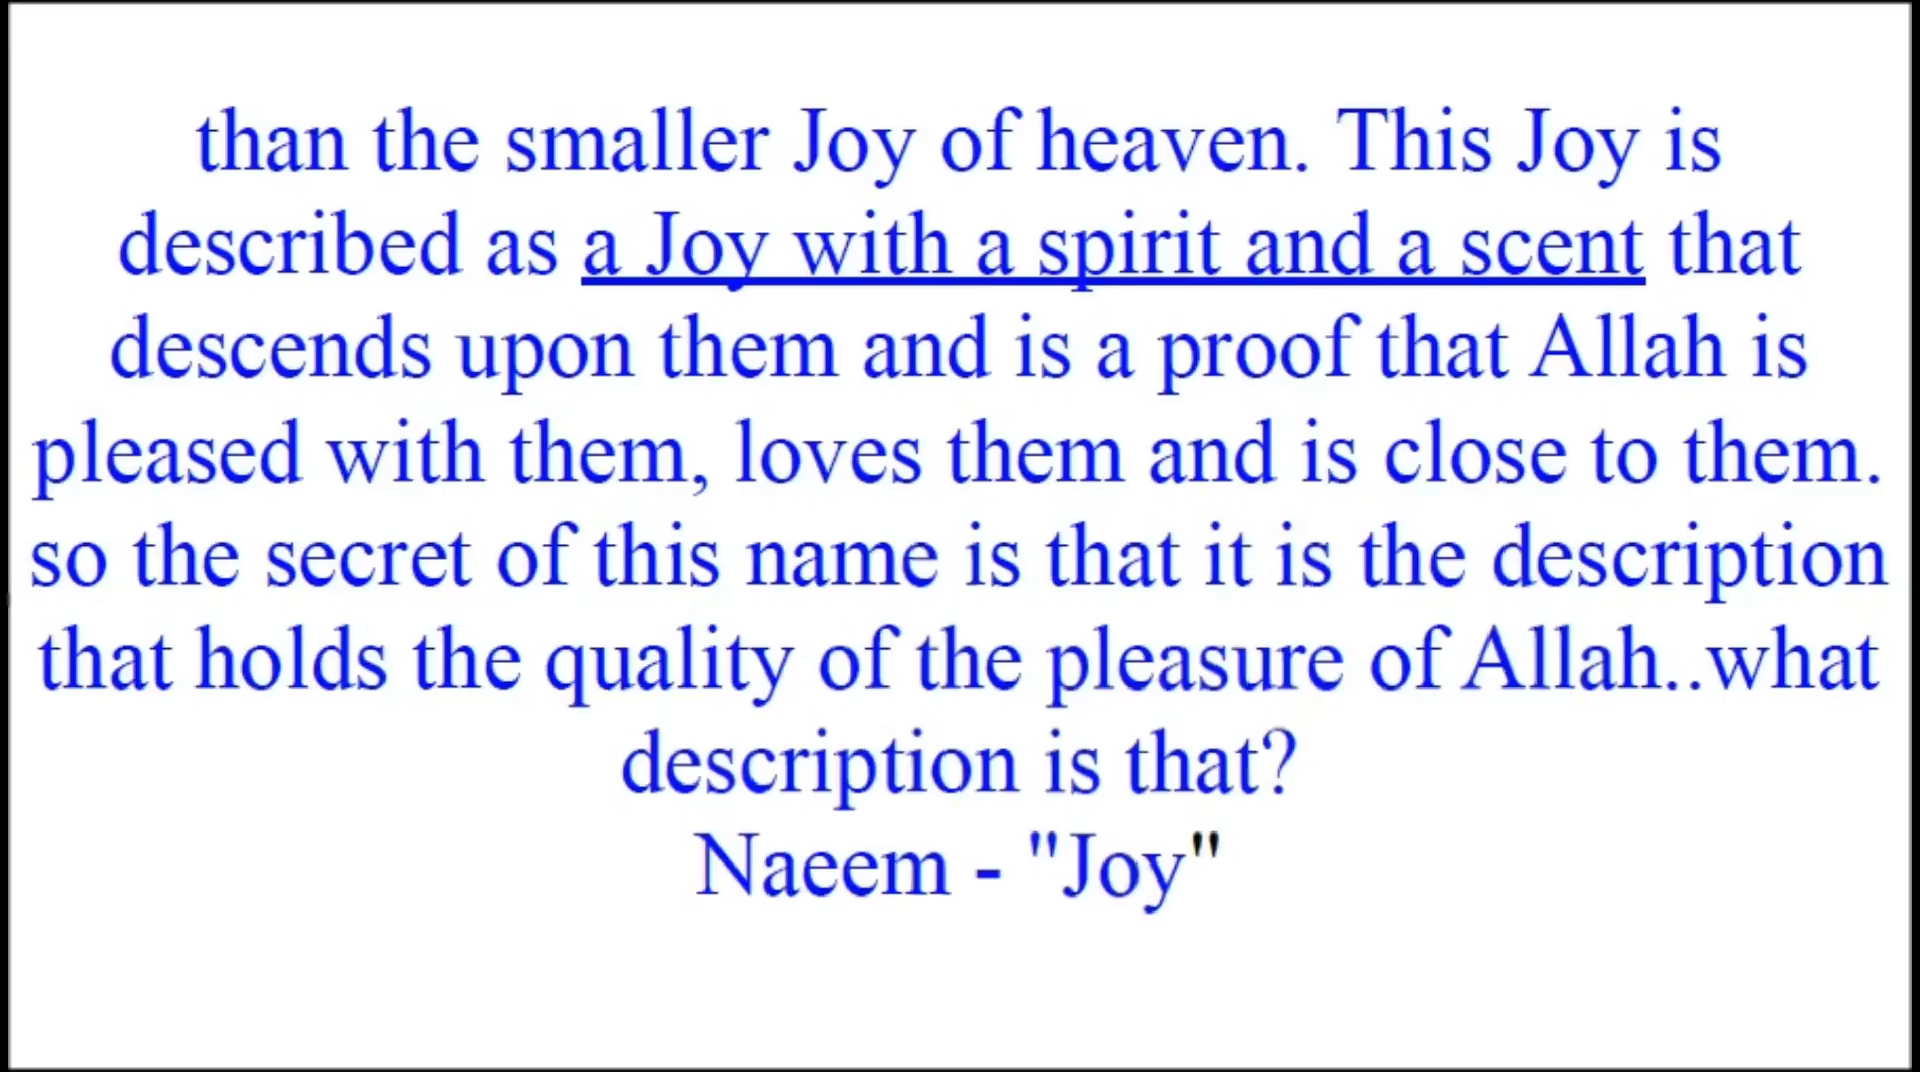 than the smaller Joy of heaven. This Joy is
described as a Joy with a spirit and a scent that
descends upon them and is a proof that Allah is
pleased with them, loves them and is close to them.
so the secret of this name is that it is the description
that holds the quality of the pleasure of Allah..what
description is that?
Naeem - "Joy"